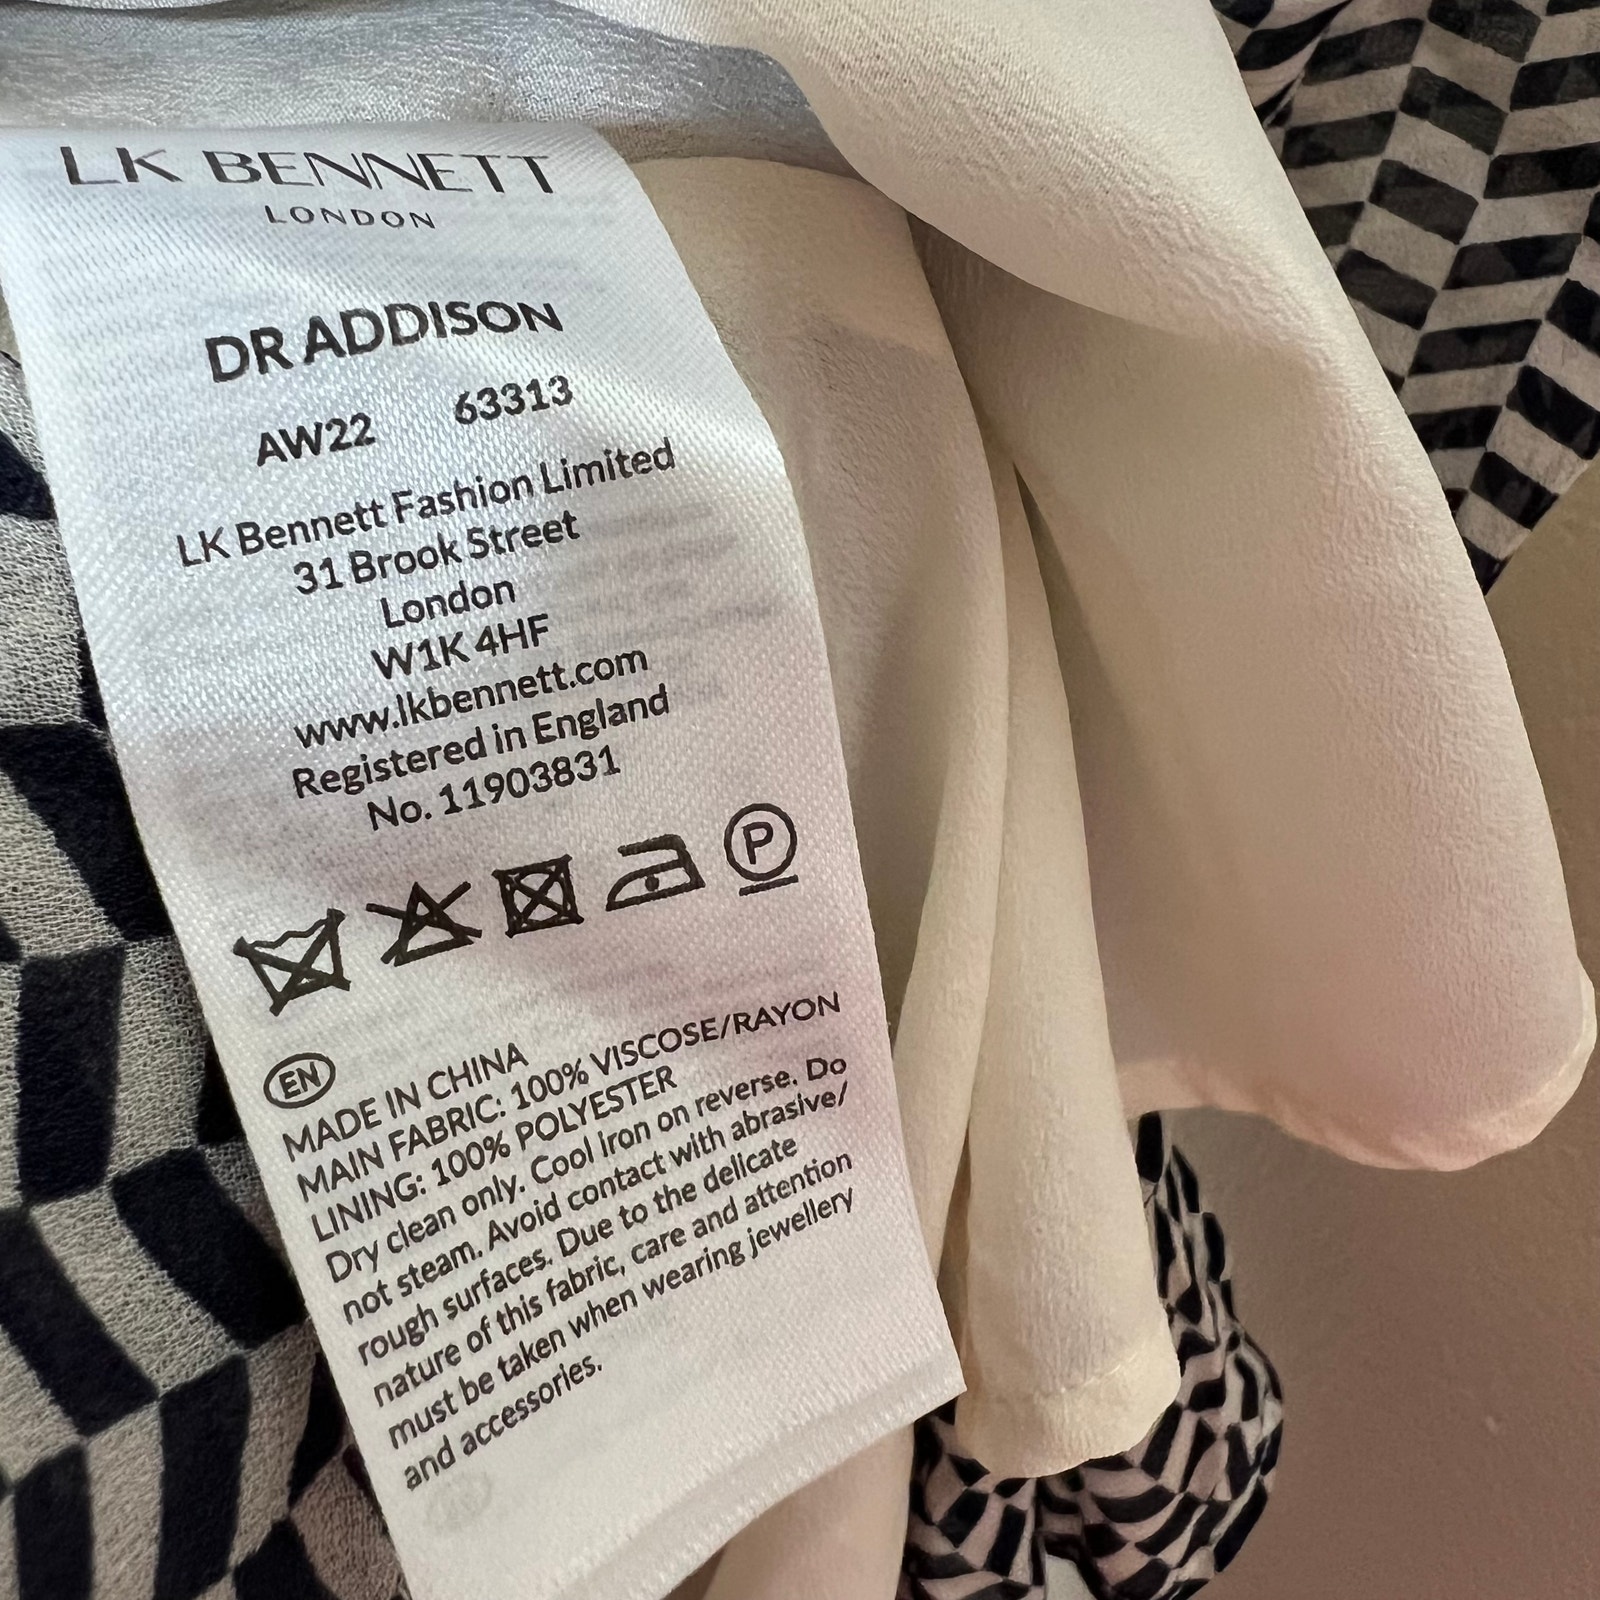 LK BENNETT
LONDON
DR ADDISON
AW22 63313
LK Bennett Fashion Limited
31 Brook Street
London
W1K 4HF
www.lkbennett.com
Registered in England
No. 11903831
P
EN
MADE IN CHINA
MAIN FABRIC: 100% VISCOSE/RAYON
LINING: 100% POLYESTER
Dry clean only. Cool iron on reverse. Do
not steam. Avoid contact with abrasive/
rough surfaces. Due to the delicate
nature of this fabric, care and attention
must be taken when wearing jewellery
and accessories.